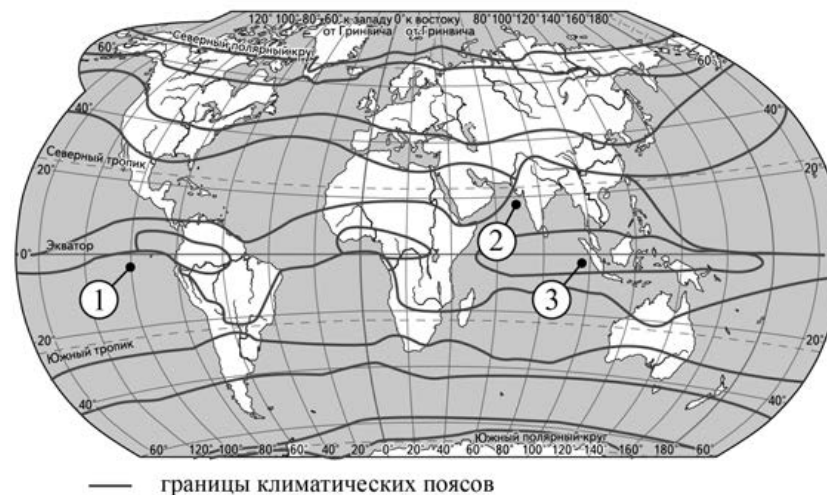 120° 100° 80° 60° к западу 0° к востоку 80° 100° 120° 140° 160° 180°
от Гринвича от Гринвича
Северный полярный круг
60° 60°
40° 40°
Северный тропик
20° 20°
2
Экватор
0° 0°
1 3
20° 20°
Южный тропик
40° 40°
Южный полярный круг
60° 120° 100° 80° 60° 40° 20° 0° 20° 40° 60° 80° 100° 120° 140° 160° 180° 60°
границы климатических поясов